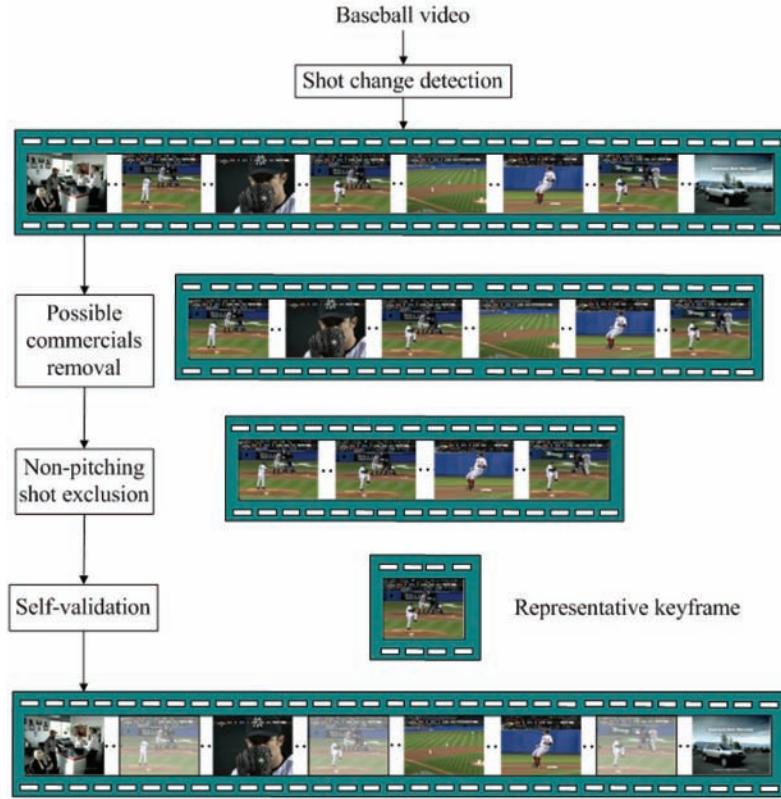 Baseball video
Shot change detection
Possible
commercials
removal
Non-pitching
shot exclusion
Self-validation
Representative keyframe